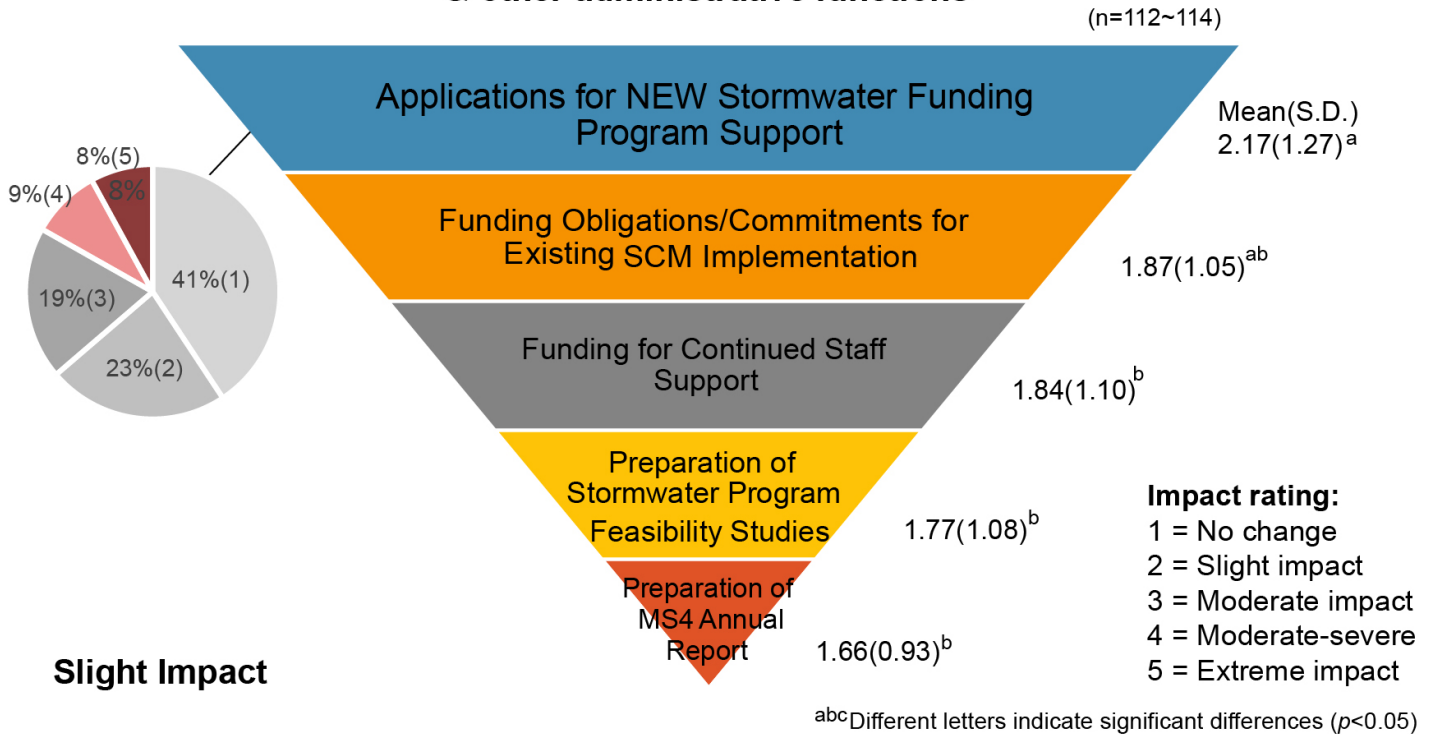 & other administrative functions
(n=112~114)
Applications for NEW Stormwater Funding
Program Support
Mean(S.D.)
2.17(1.27)a
8%(5)
8%
9%(4)
41%(1)
19%(3)
23%(2)
Funding Obligations/Commitments for
Existing SCM Implementation
1.87(1.05)ab
Funding for Continued Staff
Support
1.84(1.10)b
Preparation of
Stormwater Program
Feasibility Studies
1.77(1.08)b
Preparation of
MS4 Annual
Report
1.66(0.93)b
Slight Impact
Impact rating:
1 = No change
2 = Slight impact
3 = Moderate impact
4 = Moderate-severe
5 = Extreme impact
abcDifferent letters indicate significant differences (p<0.05)